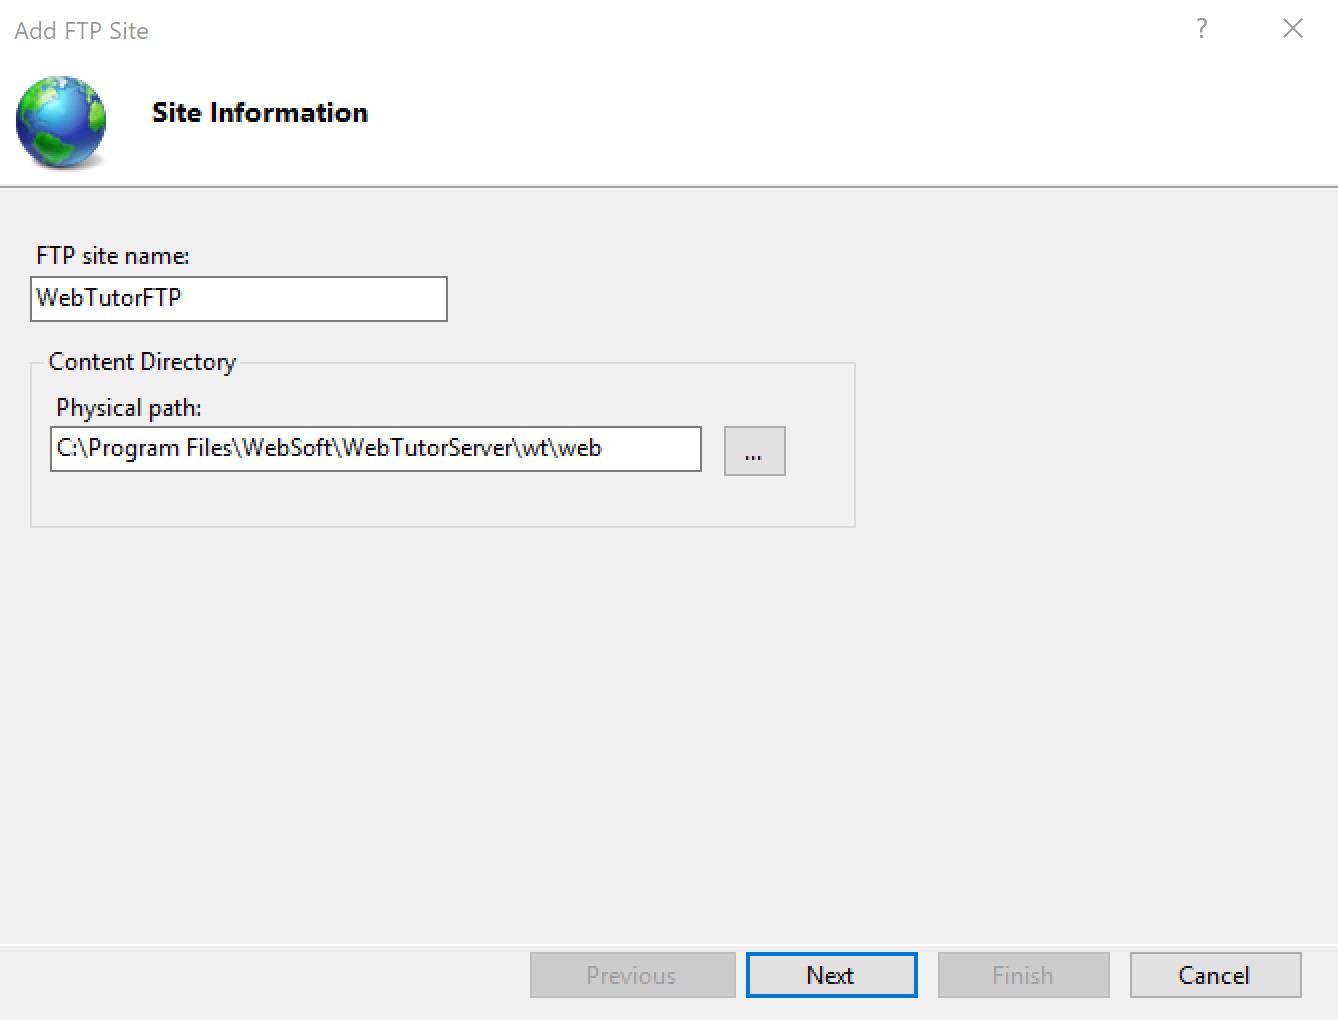 Add FTP Site
?
Site Information
FTP site name:
WebTutorFTP
Content Directory
Physical path:
C:\Program Files\WebSoft\WebTutorServer\wt\web
...
Previous Next Finish Cancel